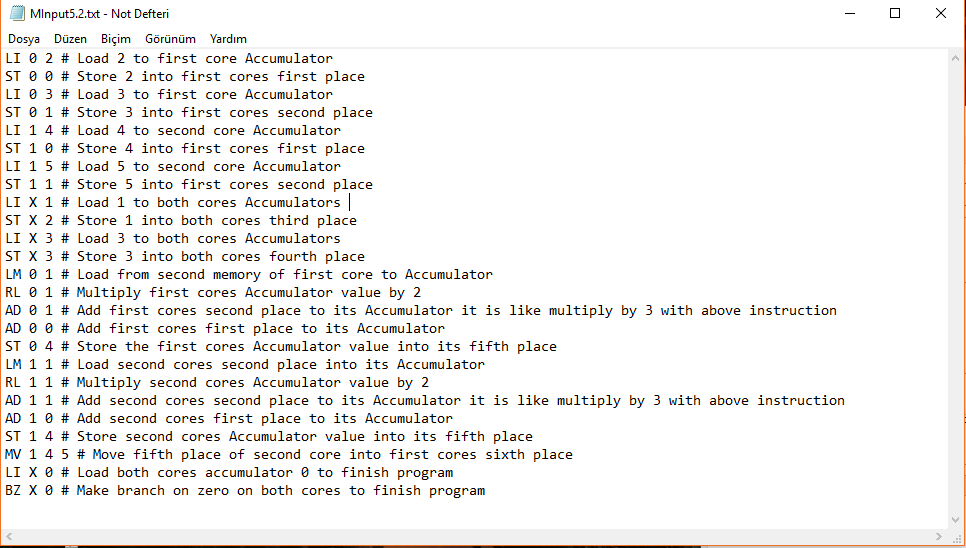 MInput5.2.txt - Not Defteri
Dosya Düzen Biçim Görünüm Yardım
LI 0 2 # Load 2 to first core Accumulator
ST 0 0 # Store 2 into first cores first place
LI 0 3 # Load 3 to first core Accumulator
ST 0 1 # Store 3 into first cores second place
LI 1 4 # Load 4 to second core Accumulator
ST 1 0 # Store 4 into first cores first place
LI 1 5 # Load 5 to second core Accumulator
ST 1 1 # Store 5 into first cores second place
LI X 1 # Load 1 to both cores Accumulators
ST X 2 # Store 1 into both cores third place
LI X 3 # Load 3 to both cores Accumulators
ST X 3 # Store 3 into both cores fourth place
LM 0 1 # Load from second memory of first core to Accumulator
RL 0 1 # Multiply first cores Accumulator value by 2
AD 0 1 # Add first cores second place to its Accumulator it is like multiply by 3 with above instruction
AD 0 0 # Add first cores first place to its Accumulator
ST 0 4 # Store the first cores Accumulator value into its fifth place
LM 1 1 # Load second cores second place into its Accumulator
RL 1 1 # Multiply second cores Accumulator value by 2
AD 1 1 # Add second cores second place to its Accumulator it is like multiply by 3 with above instruction
AD 1 0 # Add second cores first place to its Accumulator
ST 1 4 # Store second cores Accumulator value into its fifth place
MV 1 4 5 # Move fifth place of second core into first cores sixth place
LI X 0 # Load both cores accumulator 0 to finish program
BZ X 0 # Make branch on zero on both cores to finish program